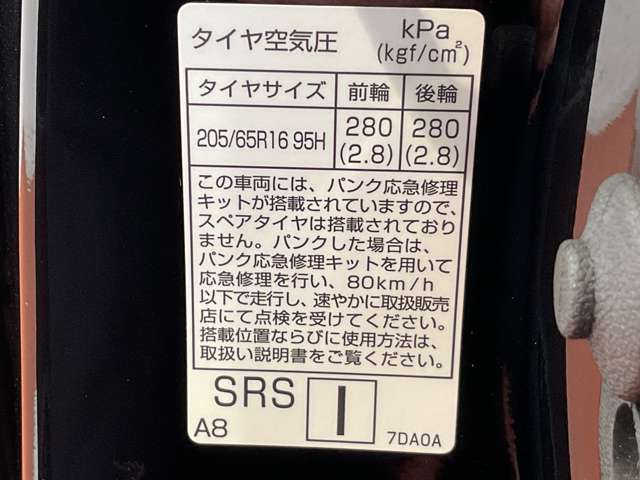 タイヤ空気圧 kPa
(kgf/cm²)
タイヤサイズ 前輪 後輪
205/65R16 95H 280 280
(2.8) (2.8)
この車両には、パンク応急修理
キットが搭載されていますので、
スペアタイヤは搭載されており
ません。パンクした場合は、
パンク応急修理キットを用いて
応急修理を行い、80km/h
以下で走行し、速やかに取扱販売
店にて点検を受けてください。
搭載位置ならびに使用方法は、
取扱い説明書をご覧ください。
SRS I
A8 7DA0A